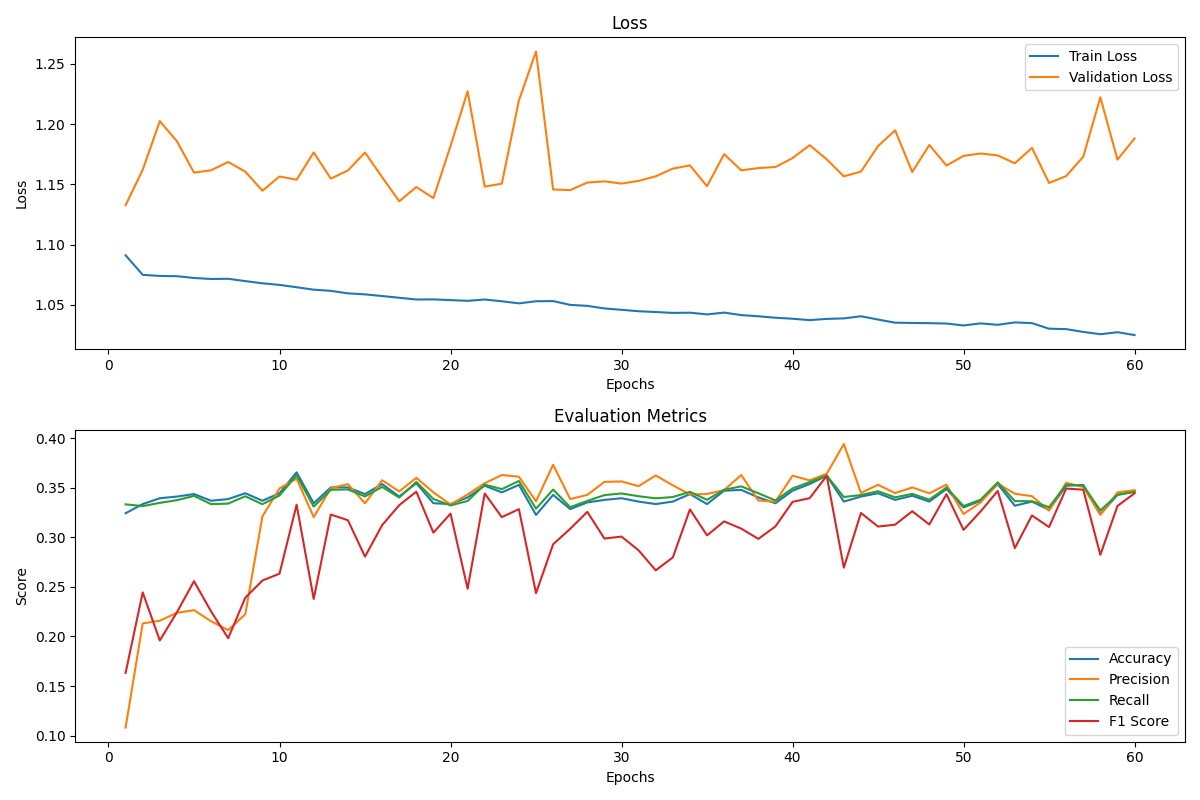 Loss
1.25
1.20
1.15
1.10
1.05
Loss
Train Loss
Validation Loss
0 10 20 30 40 50 60
Epochs
Evaluation Metrics
0.40
0.35
0.30
0.25
0.20
0.15
0.10
Score
Accuracy
Precision
Recall
F1 Score
0 10 20 30 40 50 60
Epochs